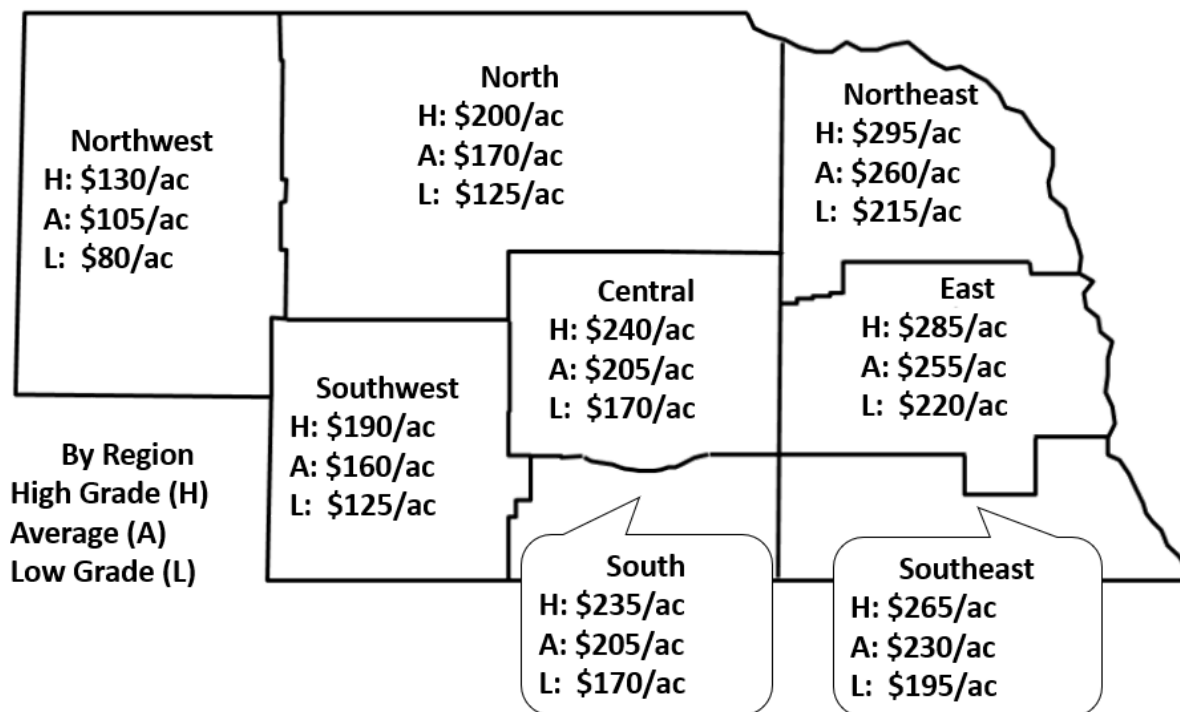 North
H: $200/ac
A: $170/ac
L: $125/ac
Northeast
H: $295/ac
A: $260/ac
L: $215/ac
Northwest
H: $130/ac
A: $105/ac
L: $80/ac
Central
H: $240/ac
A: $205/ac
L: $170/ac
East
H: $285/ac
A: $255/ac
L: $220/ac
Southwest
H: $190/ac
A: $160/ac
L: $125/ac
By Region
High Grade (H)
Average (A)
Low Grade (L)
South
H: $235/ac
A: $205/ac
L: $170/ac
Southeast
H: $265/ac
A: $230/ac
L: $195/ac